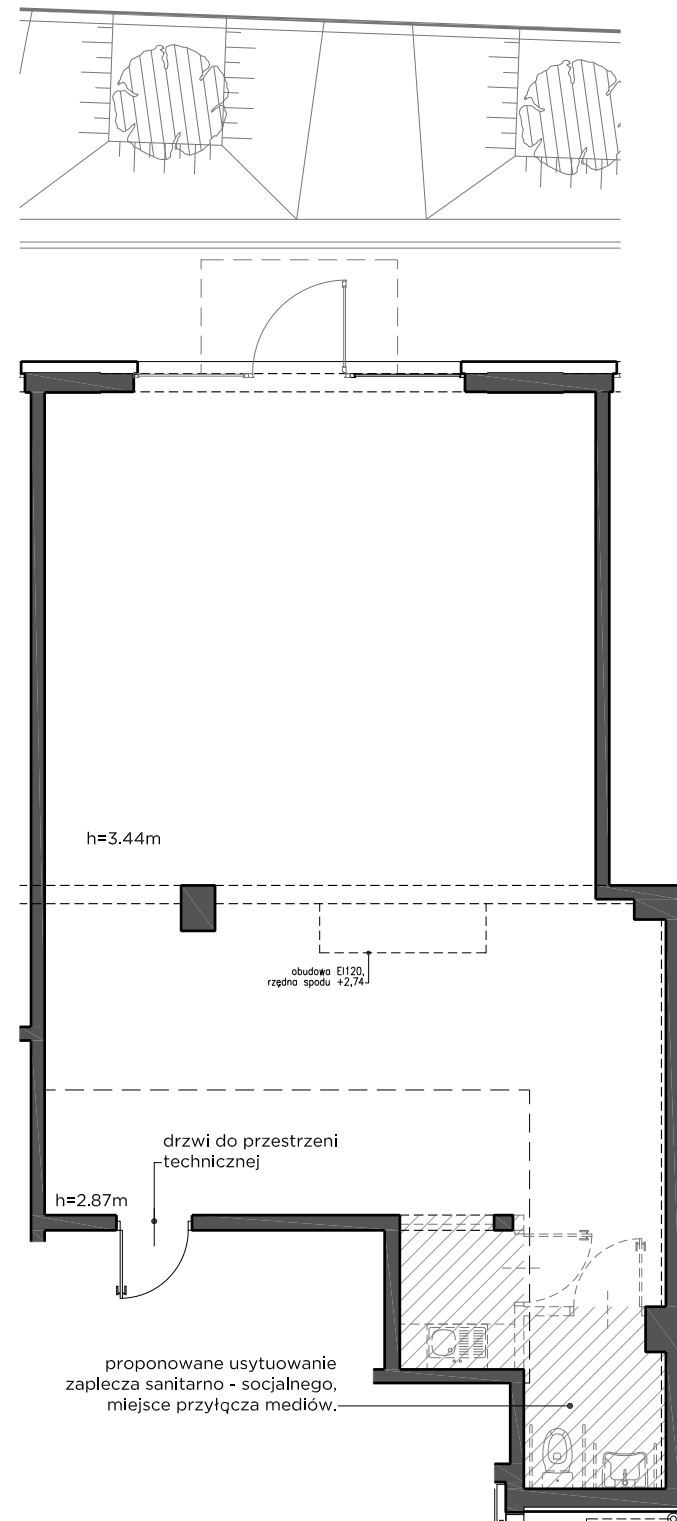 h=3.44m
obudowa EI120,
rzędna spodu +2,74
drzwi do przestrzeni
technicznej
h=2.87m
proponowane usytuowanie
zaplecza sanitarno - socjalnego,
miejsce przyłącza mediów.